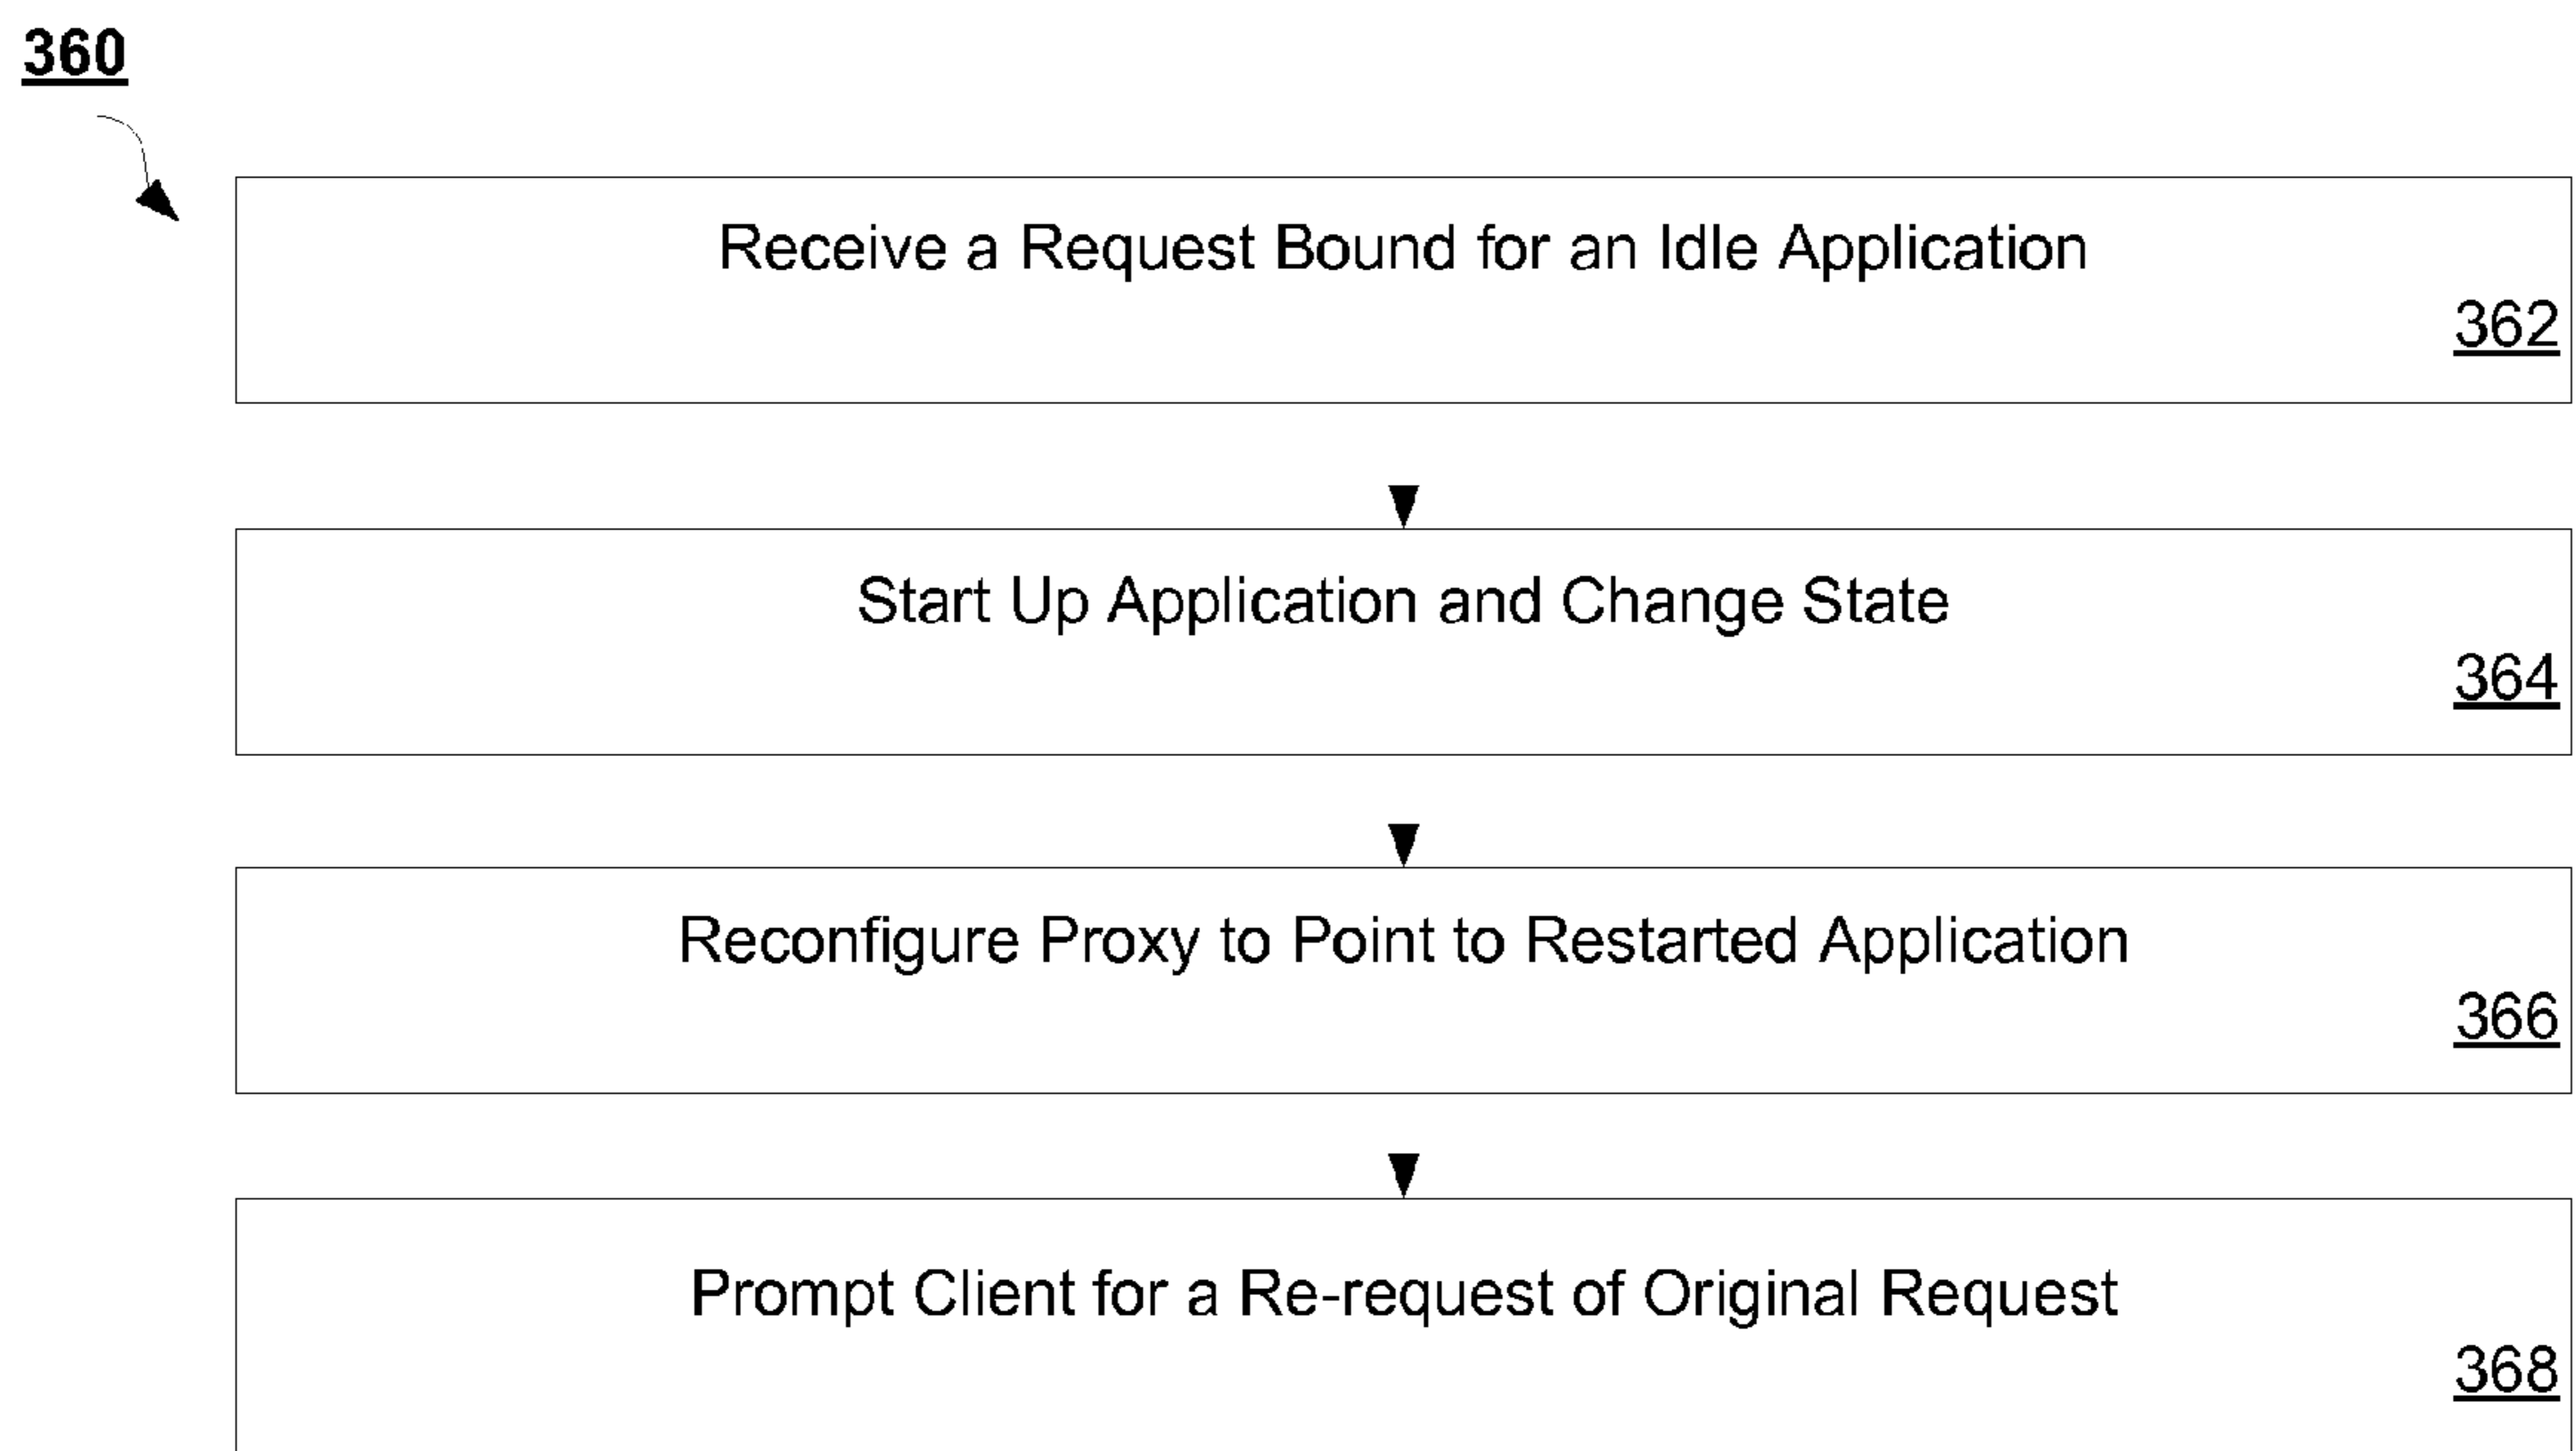 360
Receive a Request Bound for an Idle Application
362
Start Up Application and Change State
364
Reconfigure Proxy to Point to Restarted Application
366
Prompt Client for a Re-request of Original Request
368